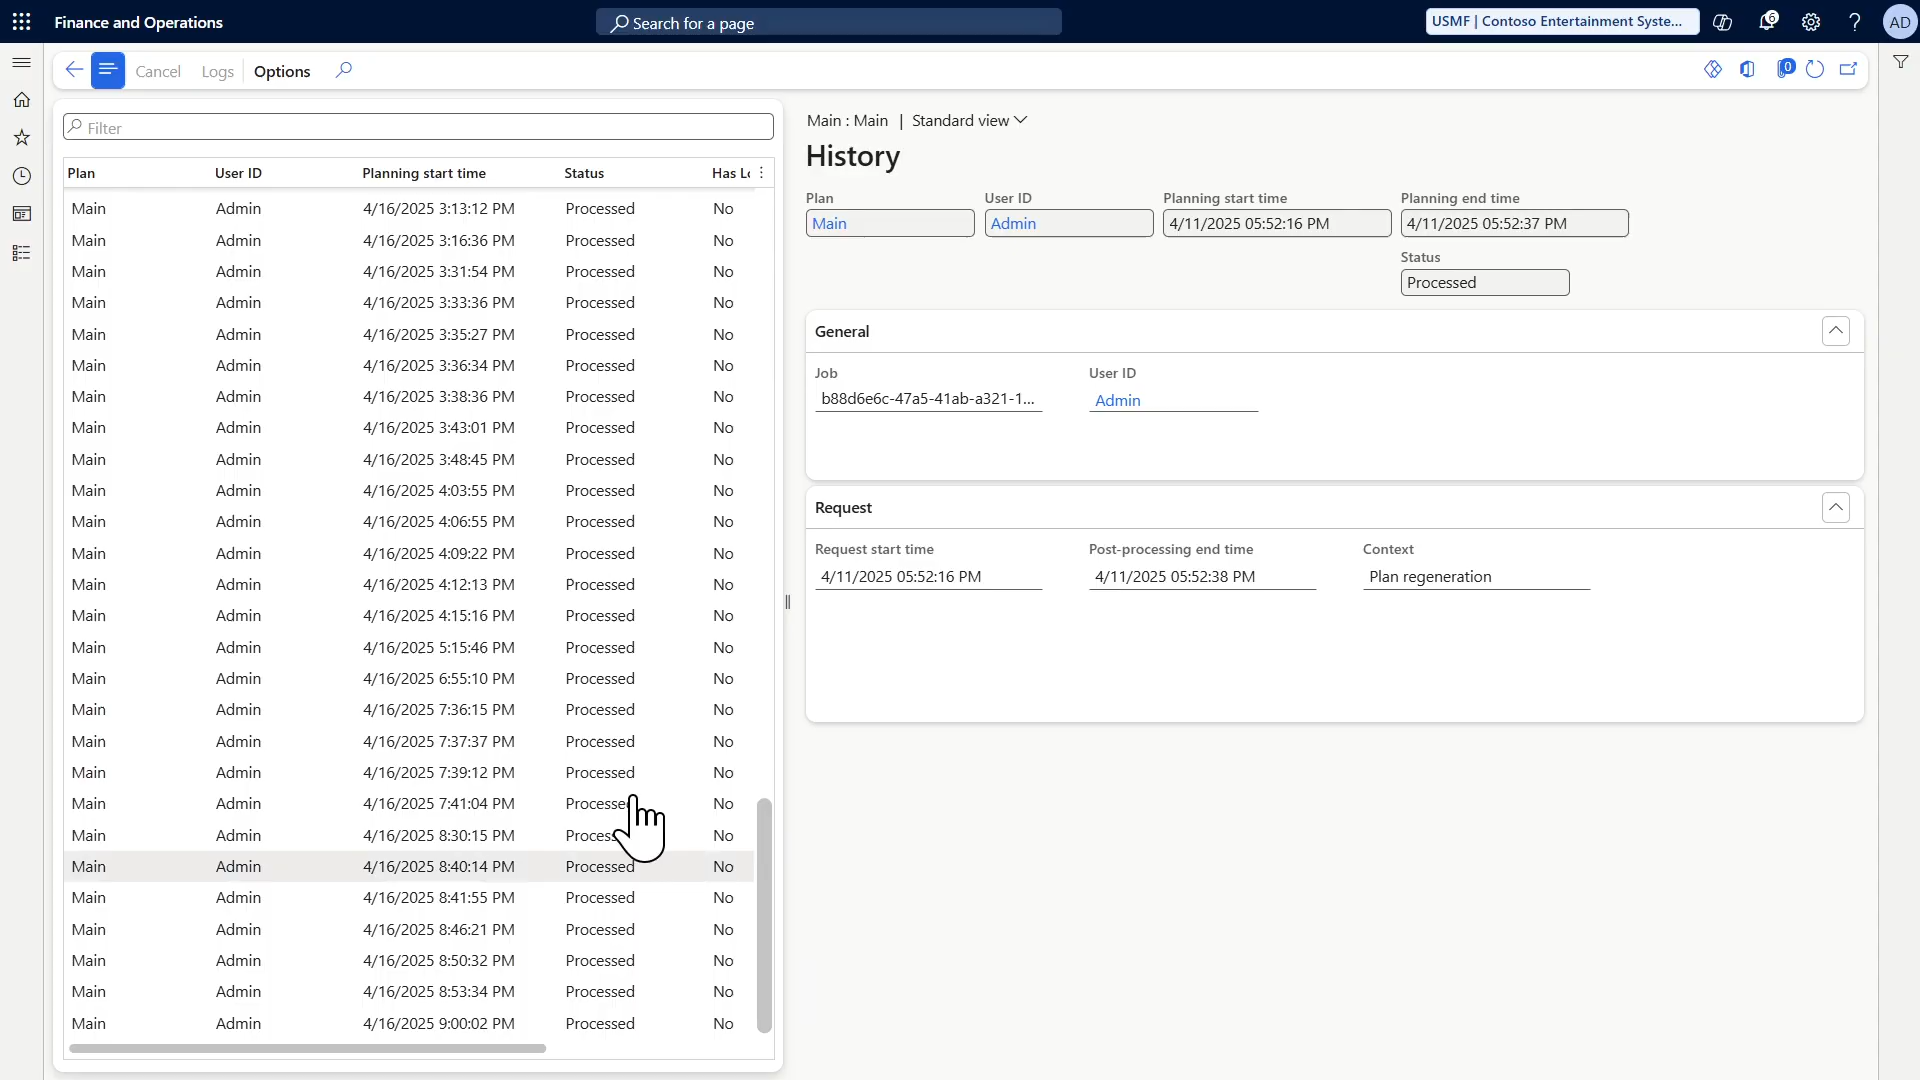 Finance and Operations
Search for a page
USMF | Contoso Entertainment Syste...
6
AD
Cancel Logs Options
0
Filter
Plan User ID Planning start time Status Has Lo
Main Admin 4/16/2025 3:13:12 PM Processed No
Main Admin 4/16/2025 3:16:36 PM Processed No
Main Admin 4/16/2025 3:31:54 PM Processed No
Main Admin 4/16/2025 3:33:36 PM Processed No
Main Admin 4/16/2025 3:35:27 PM Processed No
Main Admin 4/16/2025 3:36:34 PM Processed No
Main Admin 4/16/2025 3:38:36 PM Processed No
Main Admin 4/16/2025 3:43:01 PM Processed No
Main Admin 4/16/2025 3:48:45 PM Processed No
Main Admin 4/16/2025 4:03:55 PM Processed No
Main Admin 4/16/2025 4:06:55 PM Processed No
Main Admin 4/16/2025 4:09:22 PM Processed No
Main Admin 4/16/2025 4:12:13 PM Processed No
Main Admin 4/16/2025 4:15:16 PM Processed No
Main Admin 4/16/2025 5:15:46 PM Processed No
Main Admin 4/16/2025 6:55:10 PM Processed No
Main Admin 4/16/2025 7:36:15 PM Processed No
Main Admin 4/16/2025 7:37:37 PM Processed No
Main Admin 4/16/2025 7:39:12 PM Processed No
Main Admin 4/16/2025 7:41:04 PM Processed No
Main Admin 4/16/2025 8:30:15 PM Process No
Main Admin 4/16/2025 8:40:14 PM Processed No
Main Admin 4/16/2025 8:41:55 PM Processed No
Main Admin 4/16/2025 8:46:21 PM Processed No
Main Admin 4/16/2025 8:50:32 PM Processed No
Main Admin 4/16/2025 8:53:34 PM Processed No
Main Admin 4/16/2025 9:00:02 PM Processed No
Main : Main | Standard view
History
Plan User ID Planning start time Planning end time
Main Admin 4/11/2025 05:52:16 PM 4/11/2025 05:52:37 PM
Status
Processed
General
Job User ID
b88d6e6c-47a5-41ab-a321-1... Admin
Request
Request start time Post-processing end time Context
4/11/2025 05:52:16 PM 4/11/2025 05:52:38 PM Plan regeneration